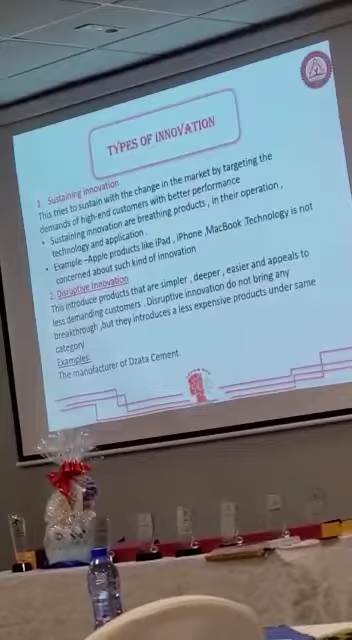 TYPES OF INNOVATION
1. Sustaining innovation
This tries to sustain with the change in the market by targeting the
demands of high-end customers with better performance
• Sustaining innovation are breathing products , in their operation ,
technology and application .
• Example –Apple products like iPad , iPhone ,MacBook .Technology is not
concerned about such kind of innovation
2. Disruptive innovation
This introduce products that are simpler , deeper , easier and appeals to
less demanding customers . Disruptive innovation do not bring any
breakthrough ,but they introduces a less expensive products under same
category
Examples:
The manufacturer of Dzata Cement